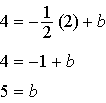 4 = -1/2 (2) + b
4 = -1 + b
5 = b